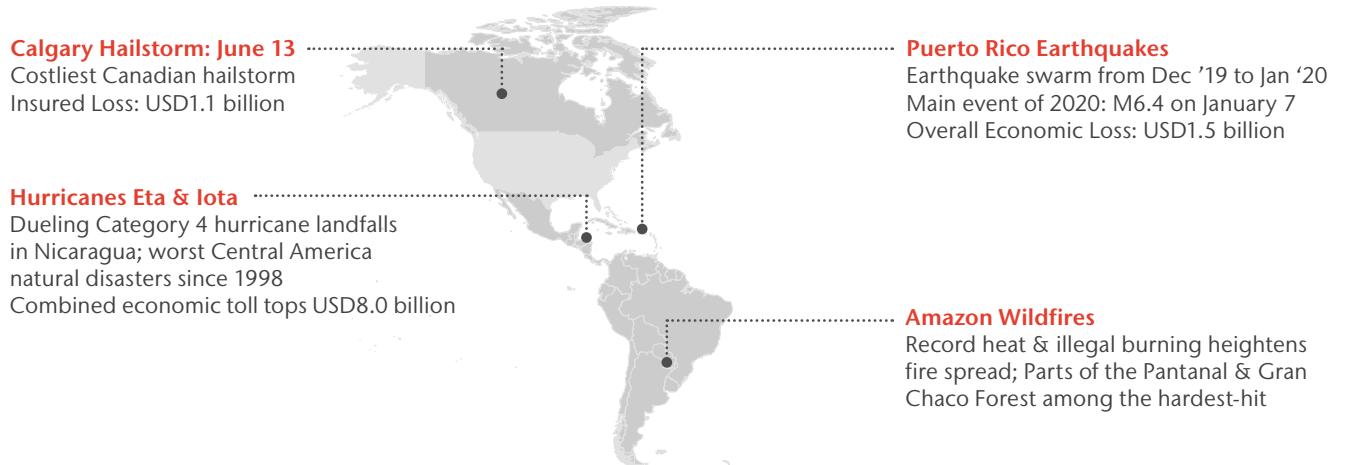 Calgary Hailstorm: June 13
Costliest Canadian hailstorm
Insured Loss: USD1.1 billion
Hurricanes Eta & Iota
Dueling Category 4 hurricane landfalls
in Nicaragua; worst Central America
natural disasters since 1998
Combined economic toll tops USD8.0 billion
Puerto Rico Earthquakes
Earthquake swarm from Dec ’19 to Jan ‘20
Main event of 2020: M6.4 on January 7
Overall Economic Loss: USD1.5 billion
Amazon Wildfires
Record heat & illegal burning heightens
fire spread; Parts of the Pantanal & Gran
Chaco Forest among the hardest-hit